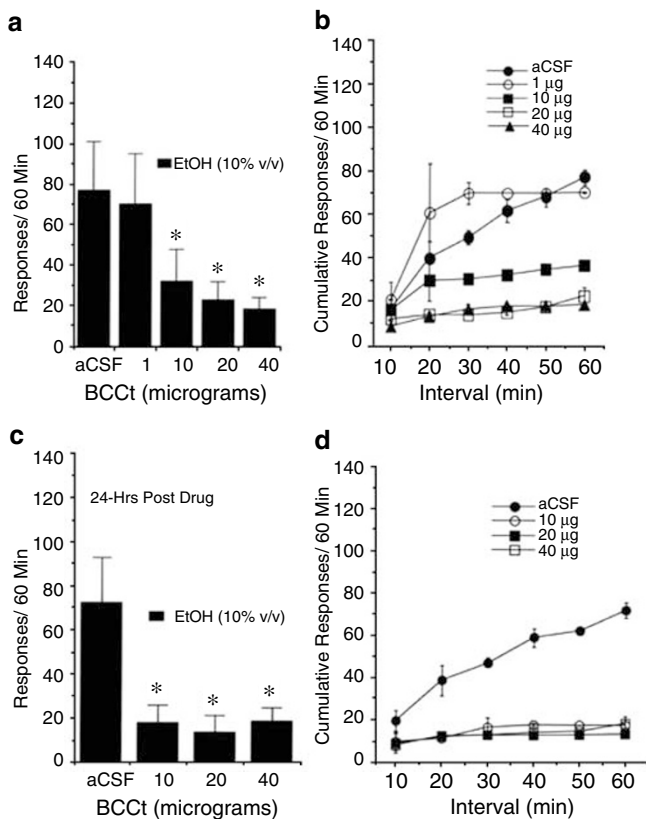 a
140
120
100
80
60
40
20
0
Responses/ 60 Min
EtOH (10% v/v)
*
*
*
aCSF 1 10 20 40
BCCt (micrograms)
b
140
120
100
80
60
40
20
0
Cumulative Responses/ 60 Min
aCSF
1 µg
10 µg
20 µg
40 µg
10 20 30 40 50 60
Interval (min)
c
140
120
100
80
60
40
20
0
Responses/ 60 Min
24-Hrs Post Drug
EtOH (10% v/v)
*
*
*
aCSF 10 20 40
BCCt (micrograms)
d
140
120
100
80
60
40
20
0
Cumulative Responses/ 60 Min
aCSF
10 µg
20 µg
40 µg
10 20 30 40 50 60
Interval (min)